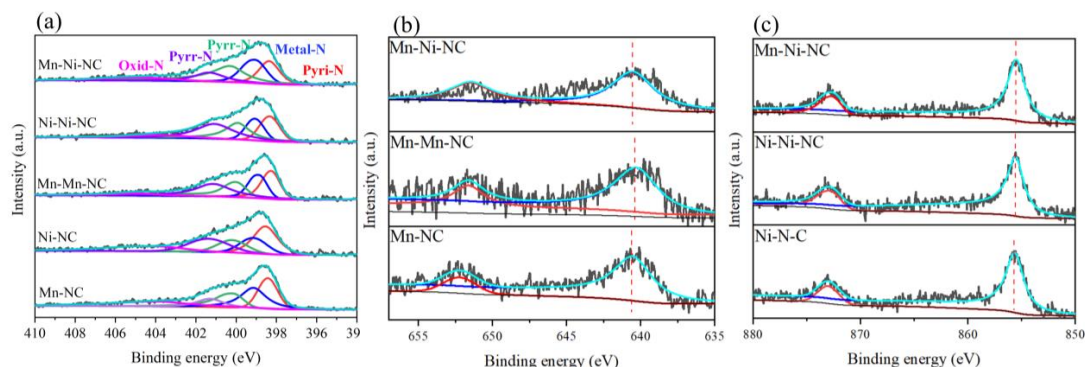 (a)
Oxid-N
Pyrr-N
Pyrr-N
Metal-N
Pyri-N
Mn-Ni-NC
Ni-Ni-NC
Mn-Mn-NC
Ni-NC
Mn-NC
Intensity (a.u.)
410 408 406 404 402 400 398 396 39
Binding energy (eV)
(b)
Mn-Ni-NC
Mn-Mn-NC
Mn-NC
Intensity (a.u.)
655 650 645 640 635
Binding energy (eV)
(c)
Mn-Ni-NC
Ni-Ni-NC
Ni-N-C
Intensity (a.u.)
880 870 860 850
Binding energy (eV)